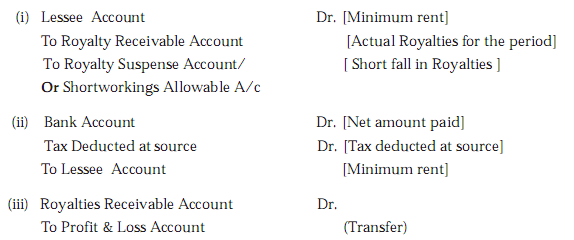 (i) Lessee Account Dr. [Minimum rent]
To Royalty Receivable Account [Actual Royalties for the period]
To Royalty Suspense Account/ [ Short fall in Royalties ]
Or Shortworkings Allowable A/c
(ii) Bank Account Dr. [Net amount paid]
Tax Deducted at source Dr. [Tax deducted at source]
To Lessee Account [Minimum rent]
(iii) Royalties Receivable Account Dr.
To Profit & Loss Account (Transfer)